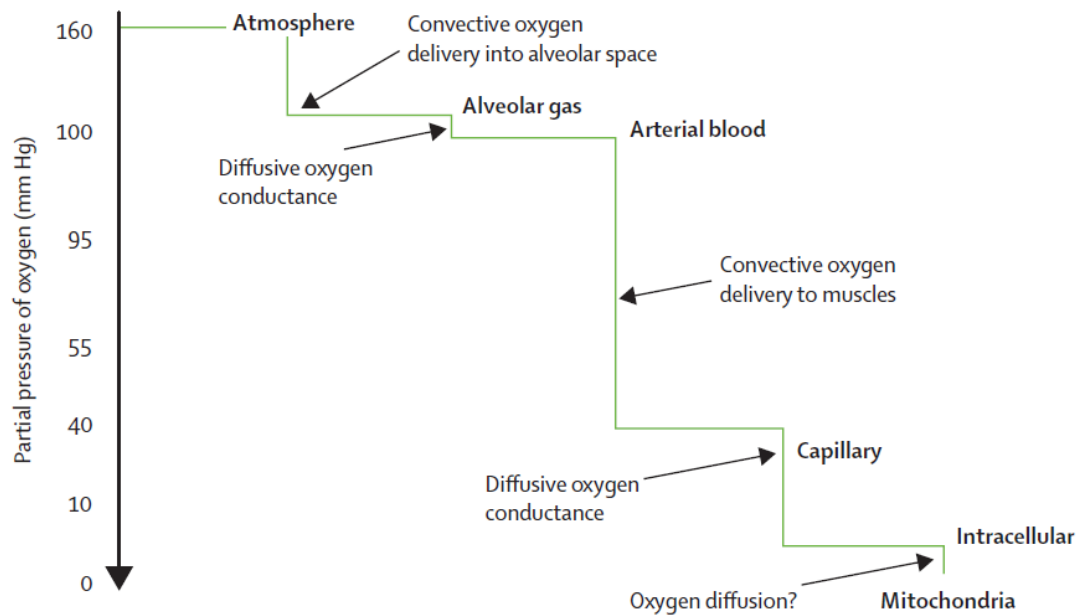 160
Atmosphere
Convective oxygen
delivery into alveolar space
Alveolar gas
100
Arterial blood
Diffusive oxygen
conductance
Partial pressure of oxygen (mm Hg)
95
Convective oxygen
delivery to muscles
55
40
Capillary
Diffusive oxygen
conductance
10
Intracellular
0
Oxygen diffusion?
Mitochondria